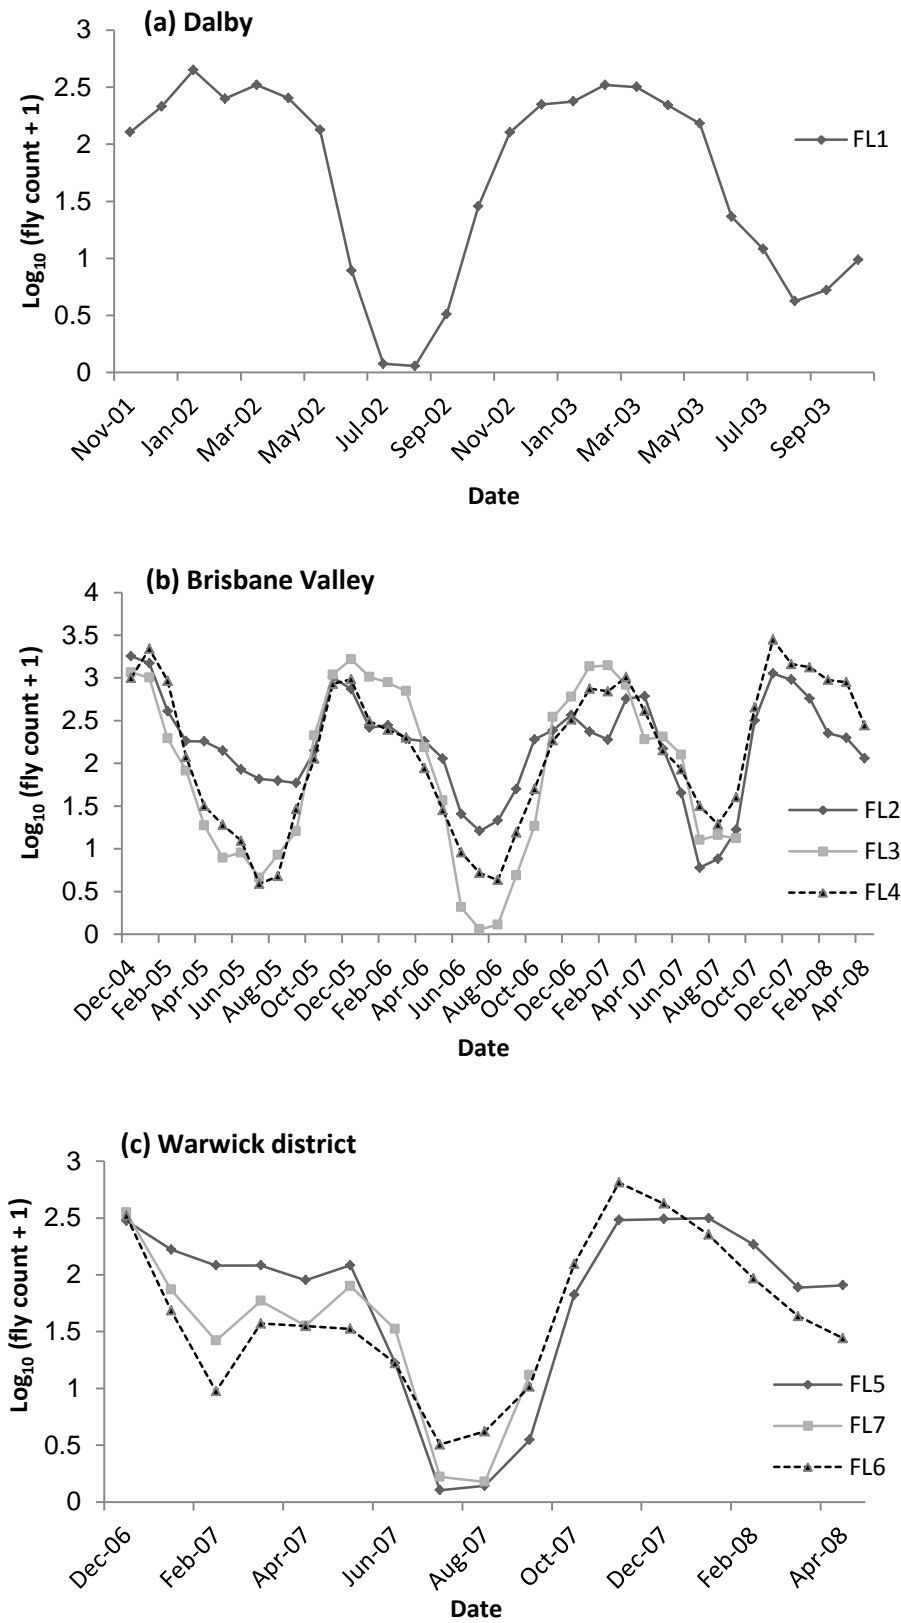 (a) Dalby
3
2.5
2
1.5
1
0.5
0
Log10 (fly count + 1)
FL1
Nov-01
Jan-02
Mar-02
May-02
Jul-02
Sep-02
Nov-02
Jan-03
Mar-03
May-03
Jul-03
Sep-03
Date
(b) Brisbane Valley
4
3.5
3
2.5
2
1.5
1
0.5
0
Log10 (fly count + 1)
FL2
FL3
FL4
Dec-04
Feb-05
Apr-05
Jun-05
Aug-05
Oct-05
Dec-05
Feb-06
Apr-06
Jun-06
Aug-06
Oct-06
Dec-06
Feb-07
Apr-07
Jun-07
Aug-07
Oct-07
Dec-07
Feb-08
Apr-08
Date
(c) Warwick district
3
2.5
2
1.5
1
0.5
0
Log10 (fly count + 1)
FL5
FL7
FL6
Dec-06
Feb-07
Apr-07
Jun-07
Aug-07
Oct-07
Dec-07
Feb-08
Apr-08
Date